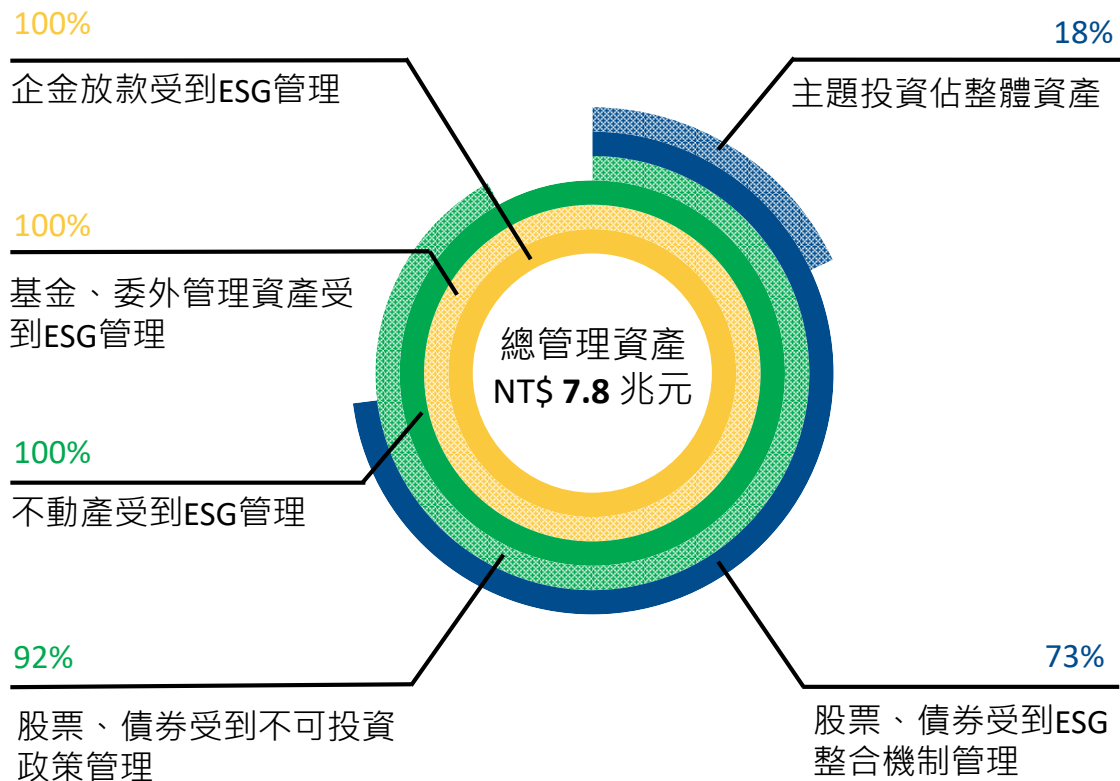 100%
企金放款受到ESG管理
100%
基金、委外管理資產受
到ESG管理
100%
不動產受到ESG管理
92%
股票、債券受到不可投資
政策管理
總管理資產
NT$ 7.8 兆元
18%
主題投資佔整體資產
73%
股票、債券受到ESG
整合機制管理